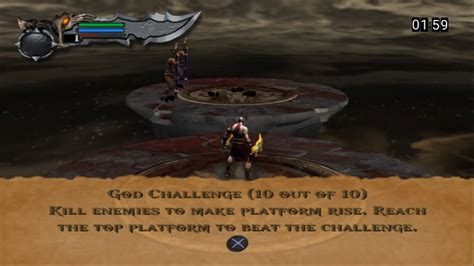 01:59
God Challenge (10 out of 10)
Kill enemies to make platform rise. Reach
the top platform to beat the challenge.